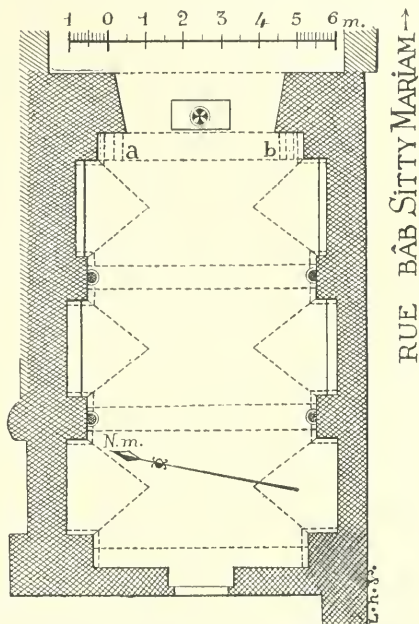 1 0 1 2 3 4 5 6 m.
a b
N.m.
RUE BÂB SITTY MARIAM
L.h.V.